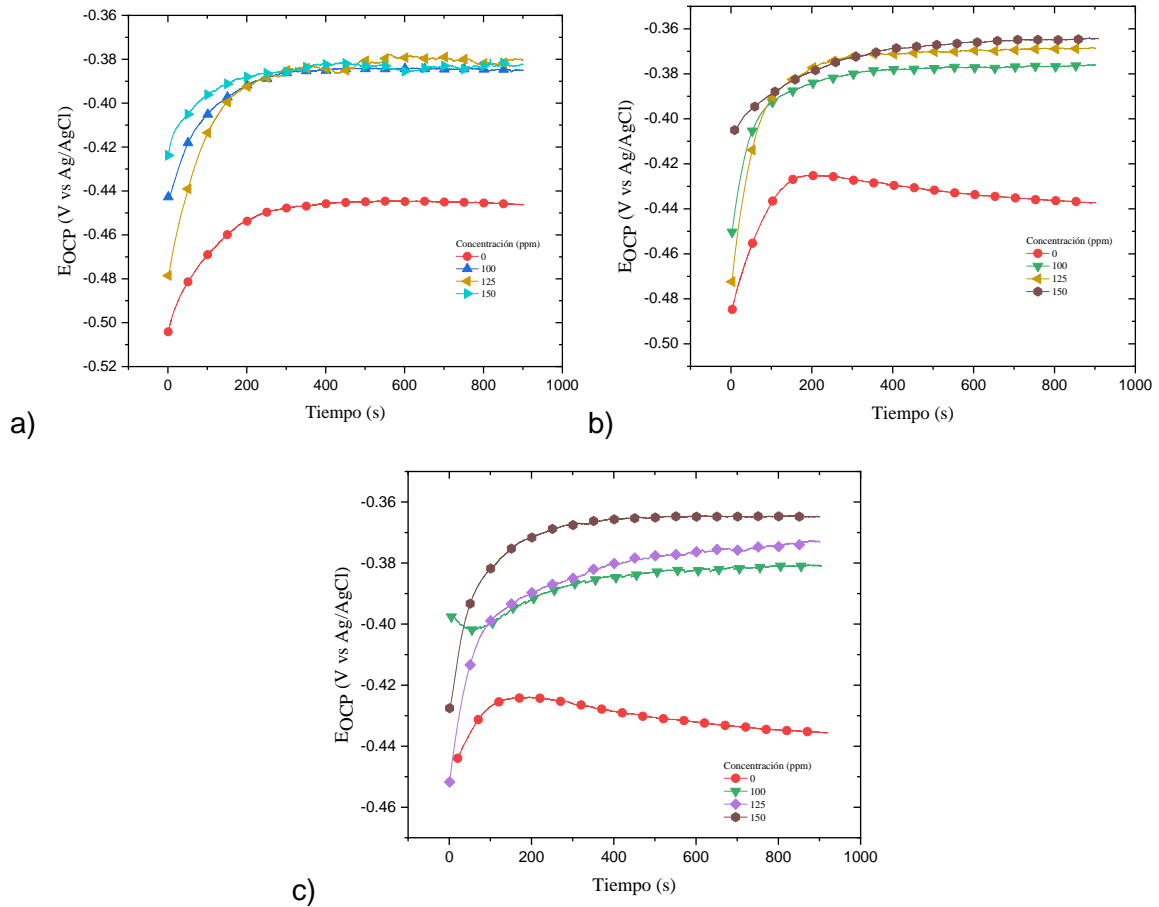 -0.36
-0.38
-0.40
-0.42
-0.44
-0.46
-0.48
-0.50
-0.52
E_OCP (V vs Ag/AgCl)
Concentración (ppm)
0
100
125
150
0 200 400 600 800 1000
Tiempo (s)
a)
-0.36
-0.38
-0.40
-0.42
-0.44
-0.46
-0.48
-0.50
E_OCP (V vs Ag/AgCl)
Concentración (ppm)
0
100
125
150
0 200 400 600 800 1000
Tiempo (s)
b)
-0.36
-0.38
-0.40
-0.42
-0.44
-0.46
E_OCP (V vs Ag/AgCl)
Concentración (ppm)
0
100
125
150
0 200 400 600 800 1000
Tiempo (s)
c)